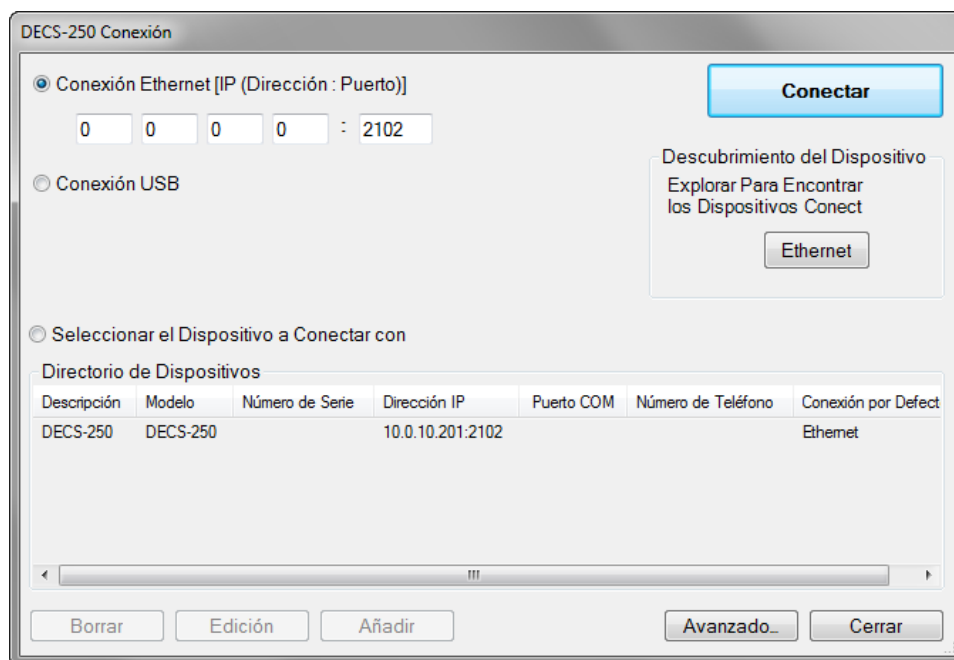 DECS-250 Conexión
Conexión Ethernet [IP (Dirección : Puerto)]
Conectar
0 0 0 0 : 2102
Descubrimiento del Dispositivo
Conexión USB
Explorar Para Encontrar
los Dispositivos Conect
Ethernet
Seleccionar el Dispositivo a Conectar con
Directorio de Dispositivos
Descripción Modelo Número de Serie Dirección IP Puerto COM Número de Teléfono Conexión por Defect
DECS-250 DECS-250 10.0.10.201:2102 Ethernet
Borrar Edición Añadir Avanzado... Cerrar